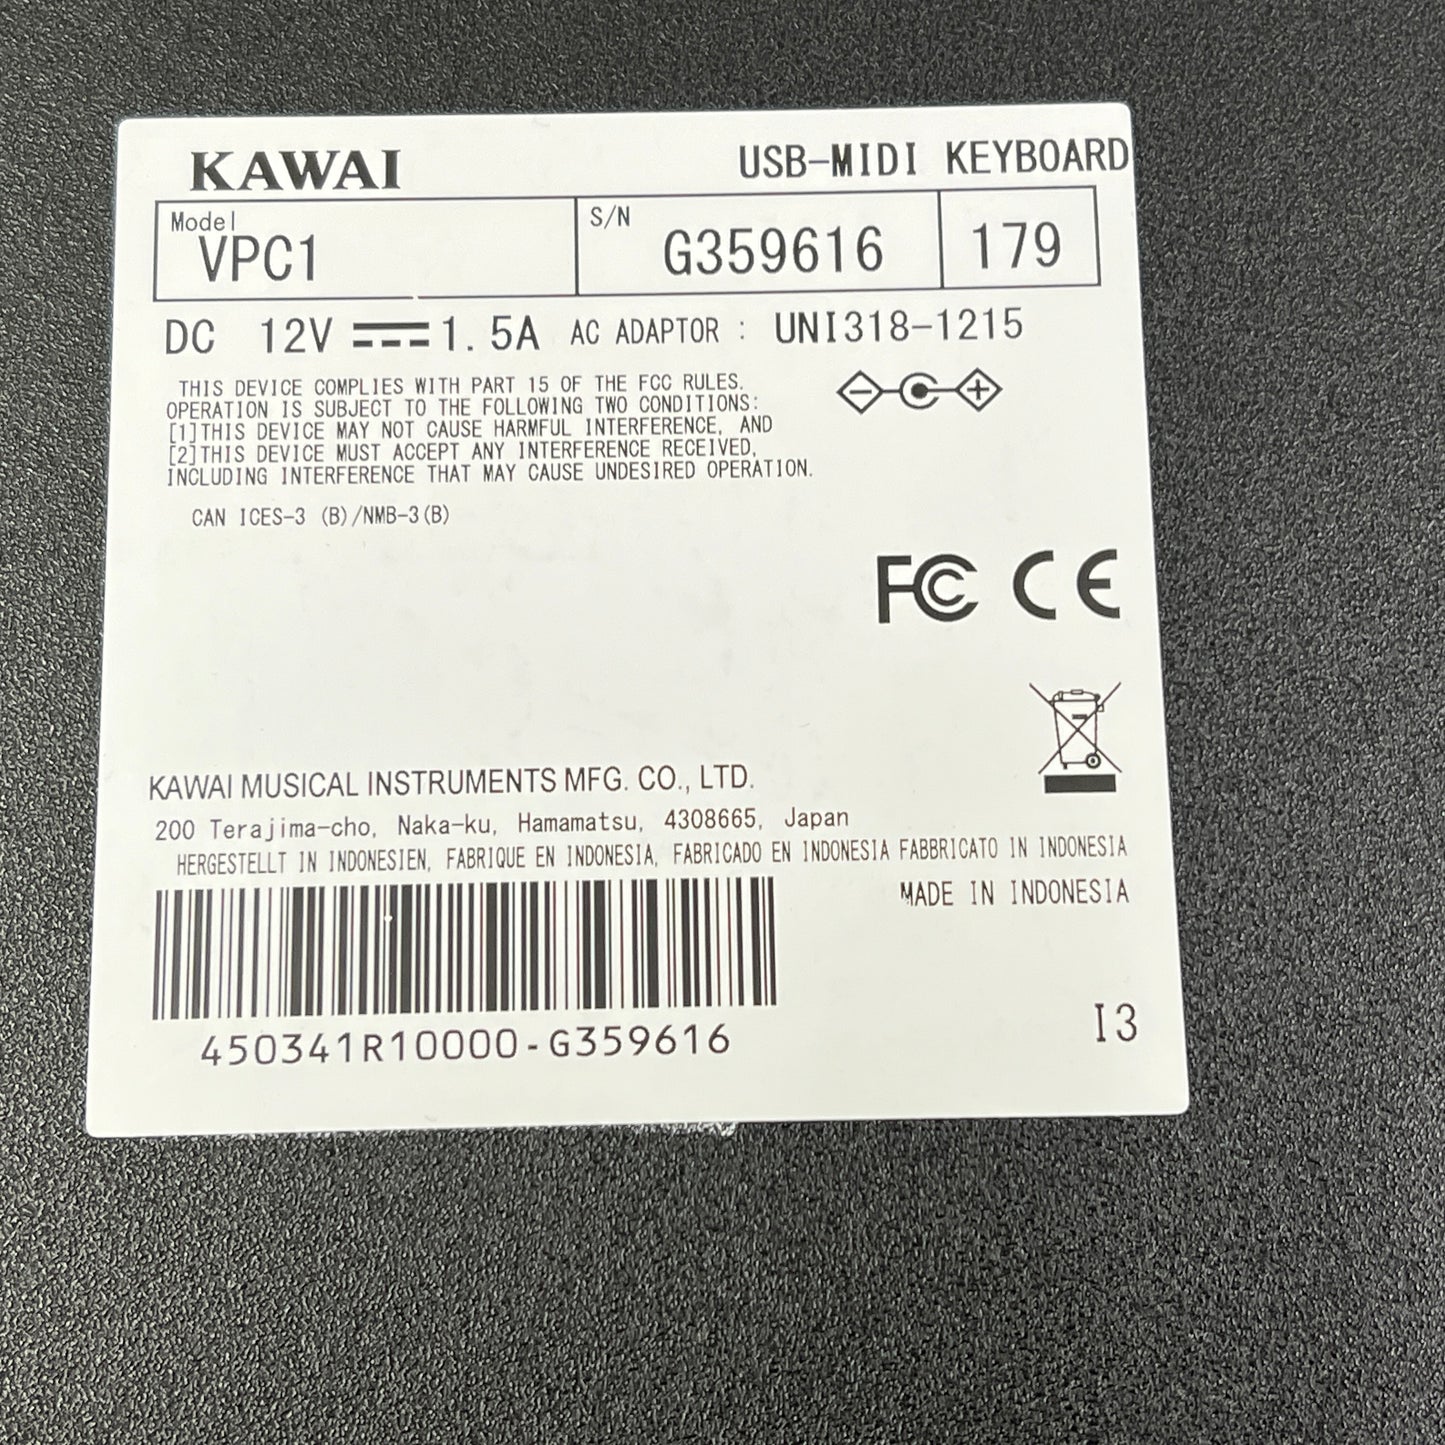 KAWAI USB-MIDI KEYBOARD
Model S/N
VPC1 G359616 179
DC 12V 1.5A AC ADAPTOR : UNI318-1215
THIS DEVICE COMPLIES WITH PART 15 OF THE FCC RULES.
OPERATION IS SUBJECT TO THE FOLLOWING TWO CONDITIONS:
[1]THIS DEVICE MAY NOT CAUSE HARMFUL INTERFERENCE, AND
[2]THIS DEVICE MUST ACCEPT ANY INTERFERENCE RECEIVED,
INCLUDING INTERFERENCE THAT MAY CAUSE UNDESIRED OPERATION.
CAN ICES-3 (B)/NMB-3(B)
FC CE
KAWAI MUSICAL INSTRUMENTS MFG. CO., LTD.
200 Terajima-cho, Naka-ku, Hamamatsu, 4308665, Japan
HERGESTELLT IN INDONESIEN, FABRIQUE EN INDONESIA, FABRICADO EN INDONESIA FABBRICATO IN INDONESIA
MADE IN INDONESIA
450341R10000-G359616
I3